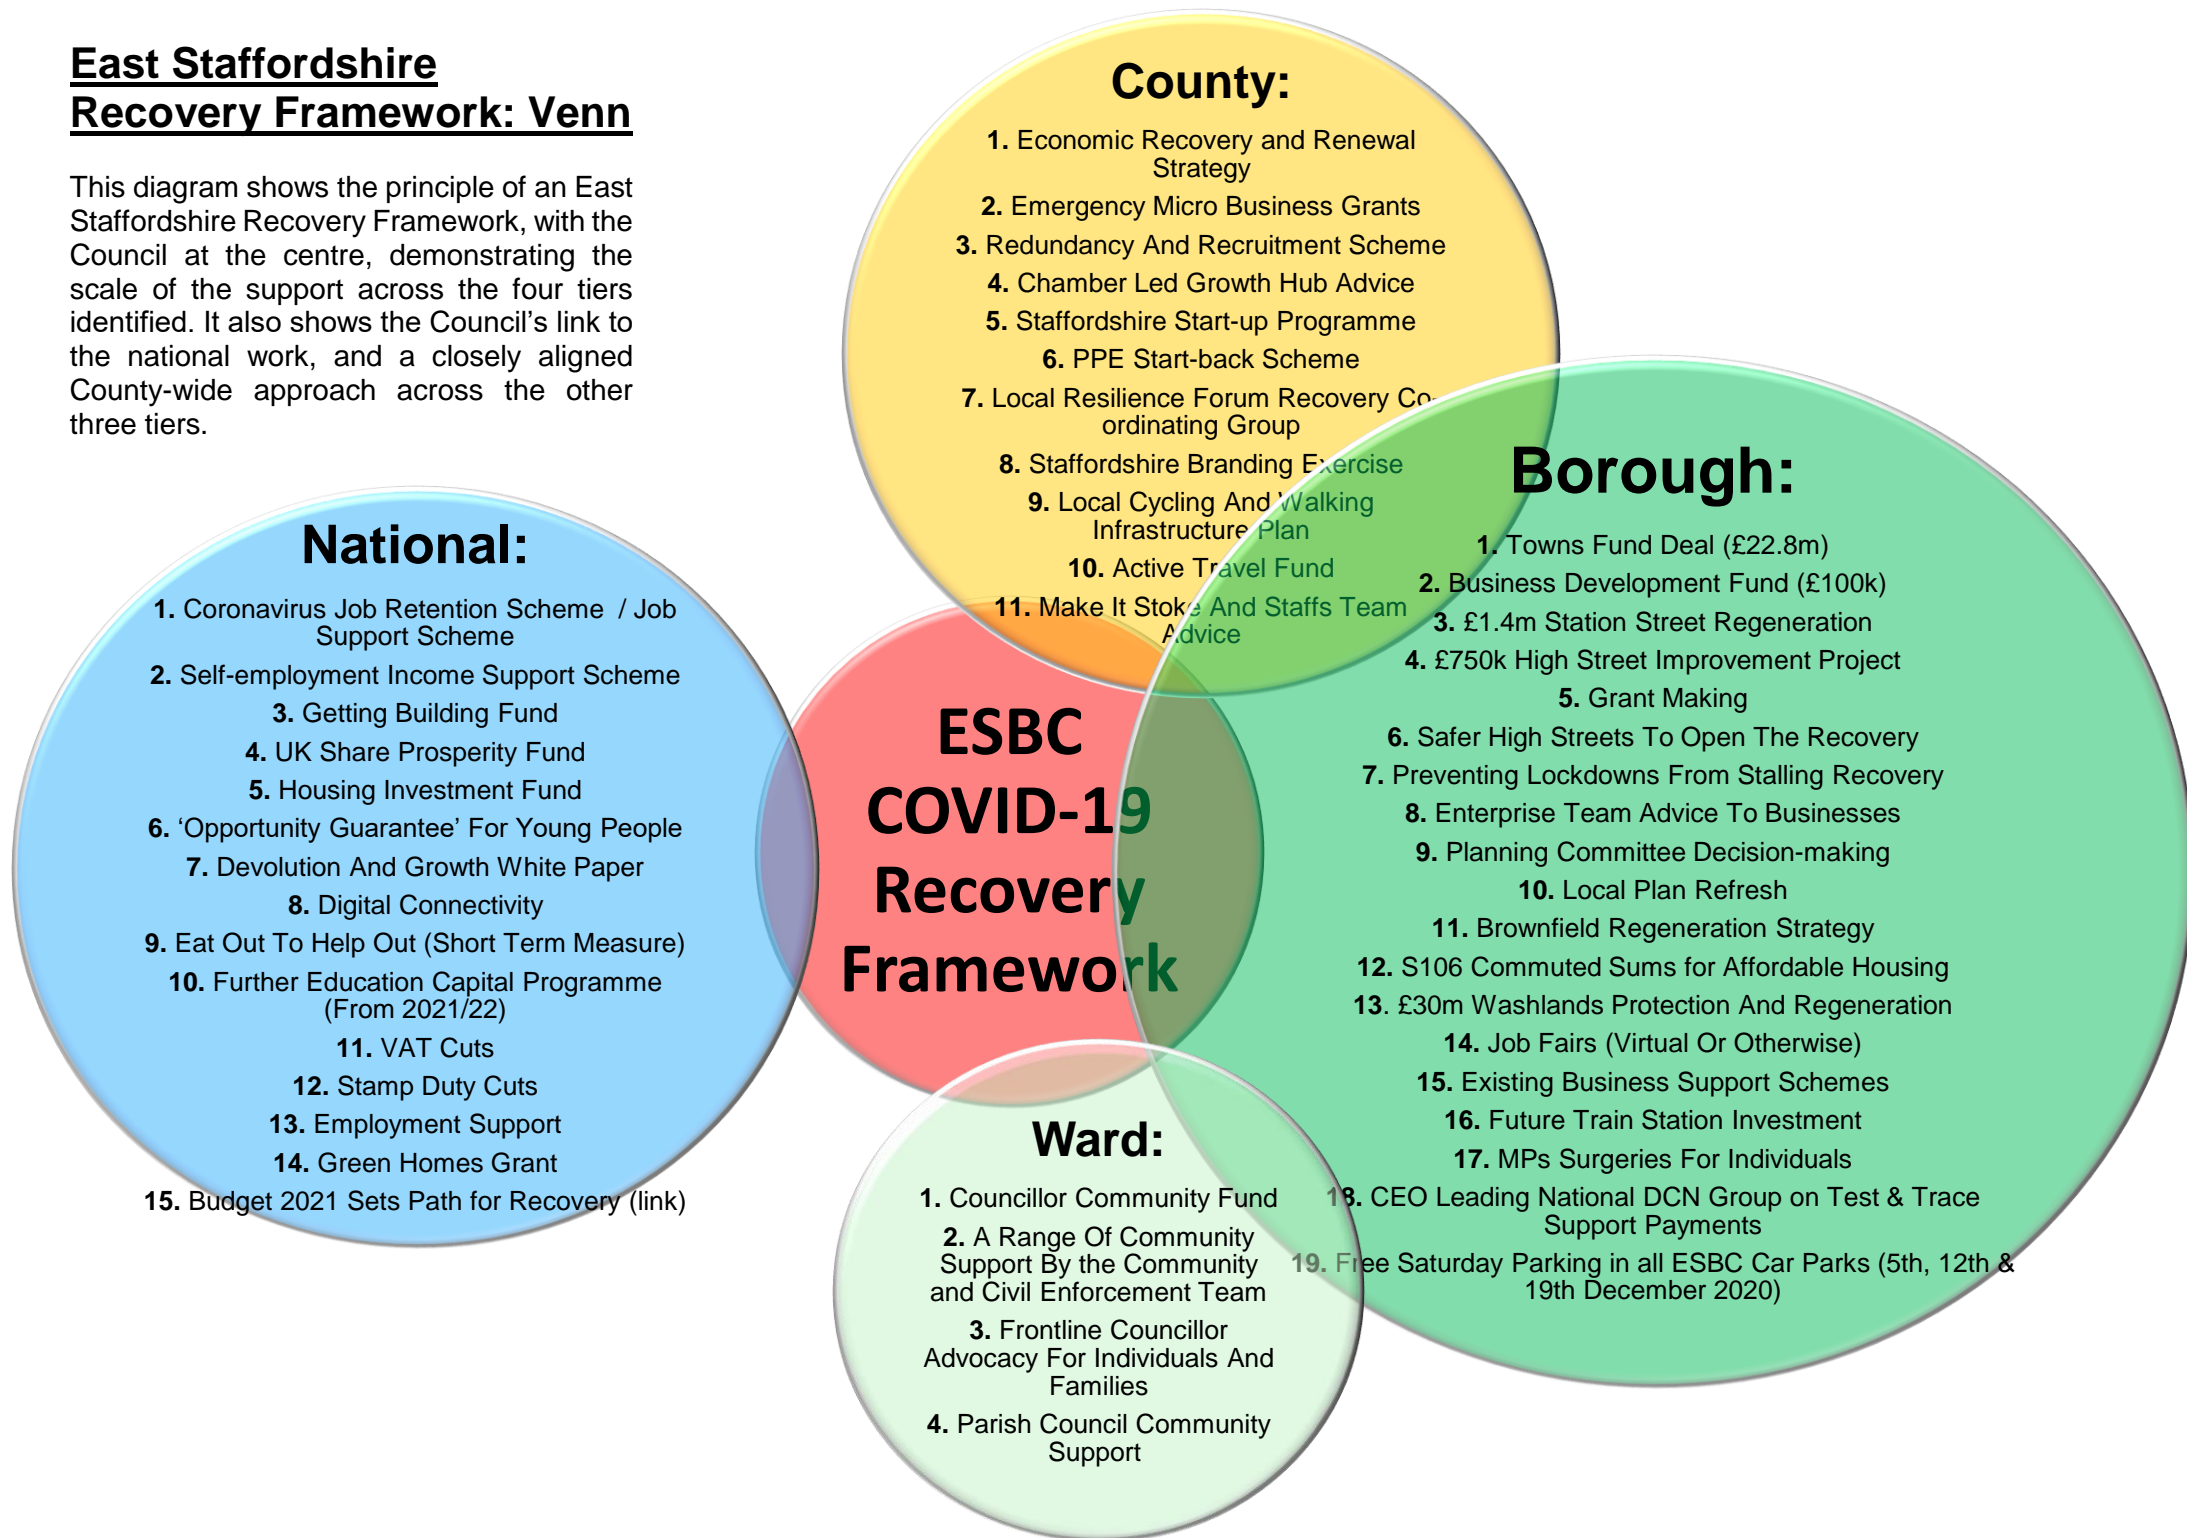 East Staffordshire
Recovery Framework: Venn
This diagram shows the principle of an East
Staffordshire Recovery Framework, with the
Council at the centre, demonstrating the
scale of the support across the four tiers
identified. It also shows the Council’s link to
the national work, and a closely aligned
County-wide approach across the other
three tiers.
County:
1. Economic Recovery and Renewal
Strategy
2. Emergency Micro Business Grants
3. Redundancy And Recruitment Scheme
4. Chamber Led Growth Hub Advice
5. Staffordshire Start-up Programme
6. PPE Start-back Scheme
7. Local Resilience Forum Recovery Co-
ordinating Group
8. Staffordshire Branding Exercise
9. Local Cycling And Walking
Infrastructure Plan
10. Active Travel Fund
11. Make It Stoke And Staffs Team
Advice
National:
1. Coronavirus Job Retention Scheme / Job
Support Scheme
2. Self-employment Income Support Scheme
3. Getting Building Fund
4. UK Share Prosperity Fund
5. Housing Investment Fund
6. ‘Opportunity Guarantee’ For Young People
7. Devolution And Growth White Paper
8. Digital Connectivity
9. Eat Out To Help Out (Short Term Measure)
10. Further Education Capital Programme
(From 2021/22)
11. VAT Cuts
12. Stamp Duty Cuts
13. Employment Support
14. Green Homes Grant
15. Budget 2021 Sets Path for Recovery (link)
ESBC
COVID-19
Recovery
Framework
Borough:
1. Towns Fund Deal (£22.8m)
2. Business Development Fund (£100k)
3. £1.4m Station Street Regeneration
4. £750k High Street Improvement Project
5. Grant Making
6. Safer High Streets To Open The Recovery
7. Preventing Lockdowns From Stalling Recovery
8. Enterprise Team Advice To Businesses
9. Planning Committee Decision-making
10. Local Plan Refresh
11. Brownfield Regeneration Strategy
12. S106 Commuted Sums for Affordable Housing
13. £30m Washlands Protection And Regeneration
14. Job Fairs (Virtual Or Otherwise)
15. Existing Business Support Schemes
16. Future Train Station Investment
17. MPs Surgeries For Individuals
18. CEO Leading National DCN Group on Test & Trace
Support Payments
19. Free Saturday Parking in all ESBC Car Parks (5th, 12th &
19th December 2020)
Ward:
1. Councillor Community Fund
2. A Range Of Community
Support By the Community
and Civil Enforcement Team
3. Frontline Councillor
Advocacy For Individuals And
Families
4. Parish Council Community
Support